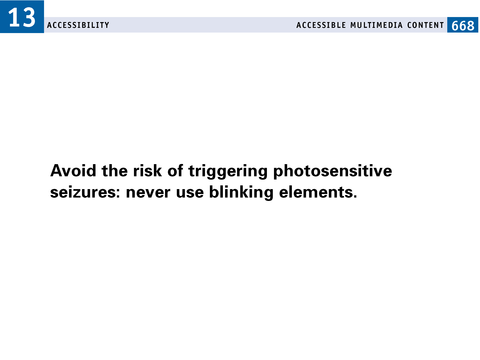 13 ACCESSIBILITY ACCESSIBLE MULTIMEDIA CONTENT 668
Avoid the risk of triggering photosensitive
seizures: never use blinking elements.